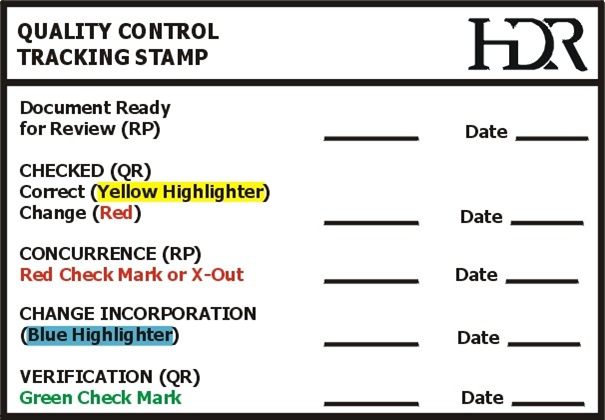 QUALITY CONTROL
TRACKING STAMP
HDR
Document Ready
for Review (RP) Date
CHECKED (QR)
Correct (Yellow Highlighter)
Change (Red) Date
CONCURRENCE (RP)
Red Check Mark or X-Out Date
CHANGE INCORPORATION
(Blue Highlighter) Date
VERIFICATION (QR)
Green Check Mark Date